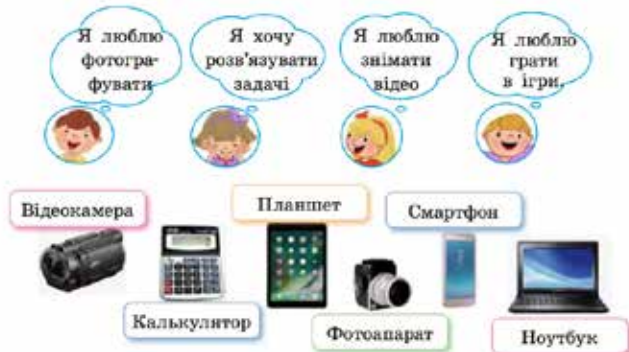 Я люблю
фотогра-
фувати
Я хочу
розв'язувати
задачі
Я люблю
знімати
відео
Я люблю
грати
в ігри.
Відеокамера
Планшет
Смартфон
Калькулятор
Фотоапарат
Ноутбук